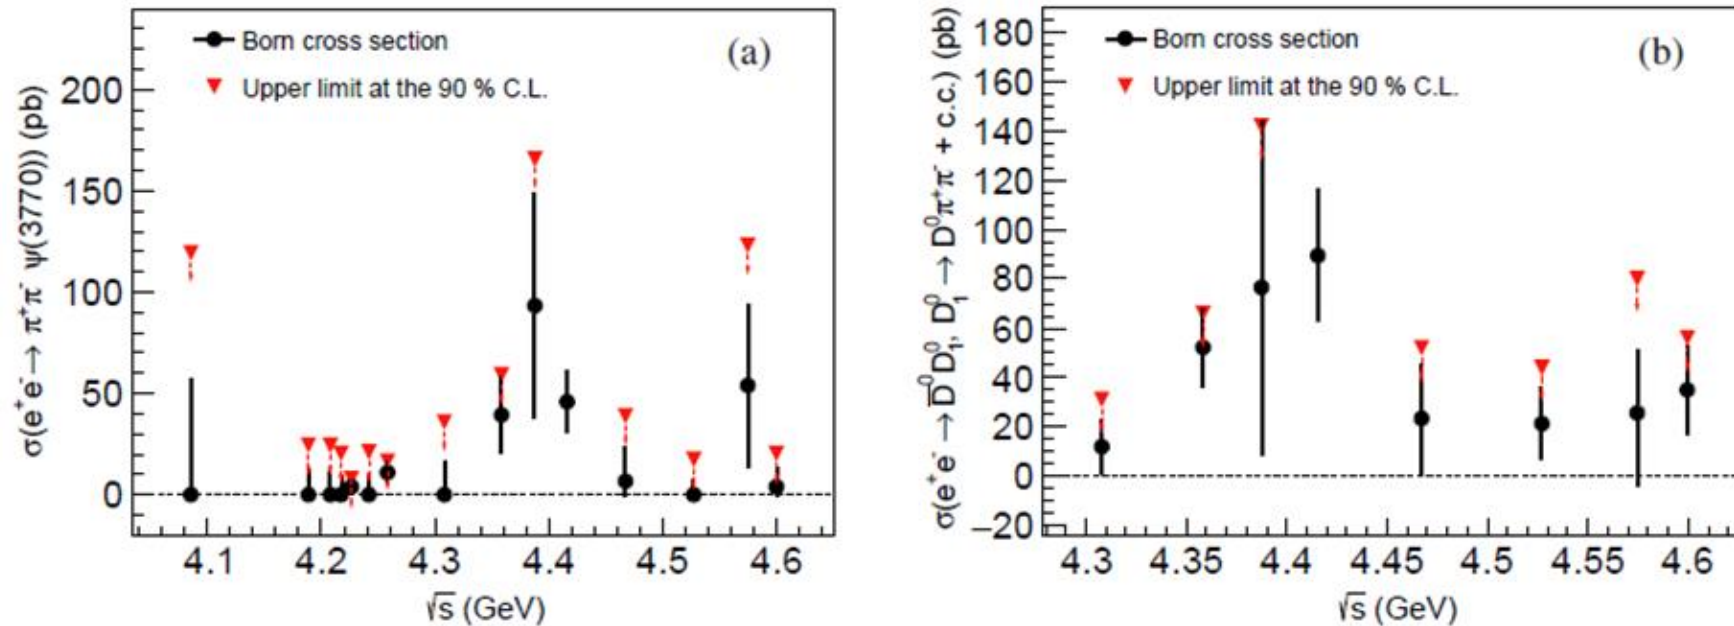 Born cross section
Upper limit at the 90 % C.L.
(a)
σ(e⁺e⁻→ π⁺π⁻ ψ(3770)) (pb)
200
150
100
50
0
4.1 4.2 4.3 4.4 4.5 4.6
√s (GeV)
Born cross section
Upper limit at the 90 % C.L.
(b)
σ(e⁺e⁻ → D̅⁰D₁⁰, D₁⁰ → D⁰π⁺π⁻ + c.c.) (pb)
180
160
140
120
100
80
60
40
20
0
−20
4.3 4.35 4.4 4.45 4.5 4.55 4.6
√s (GeV)